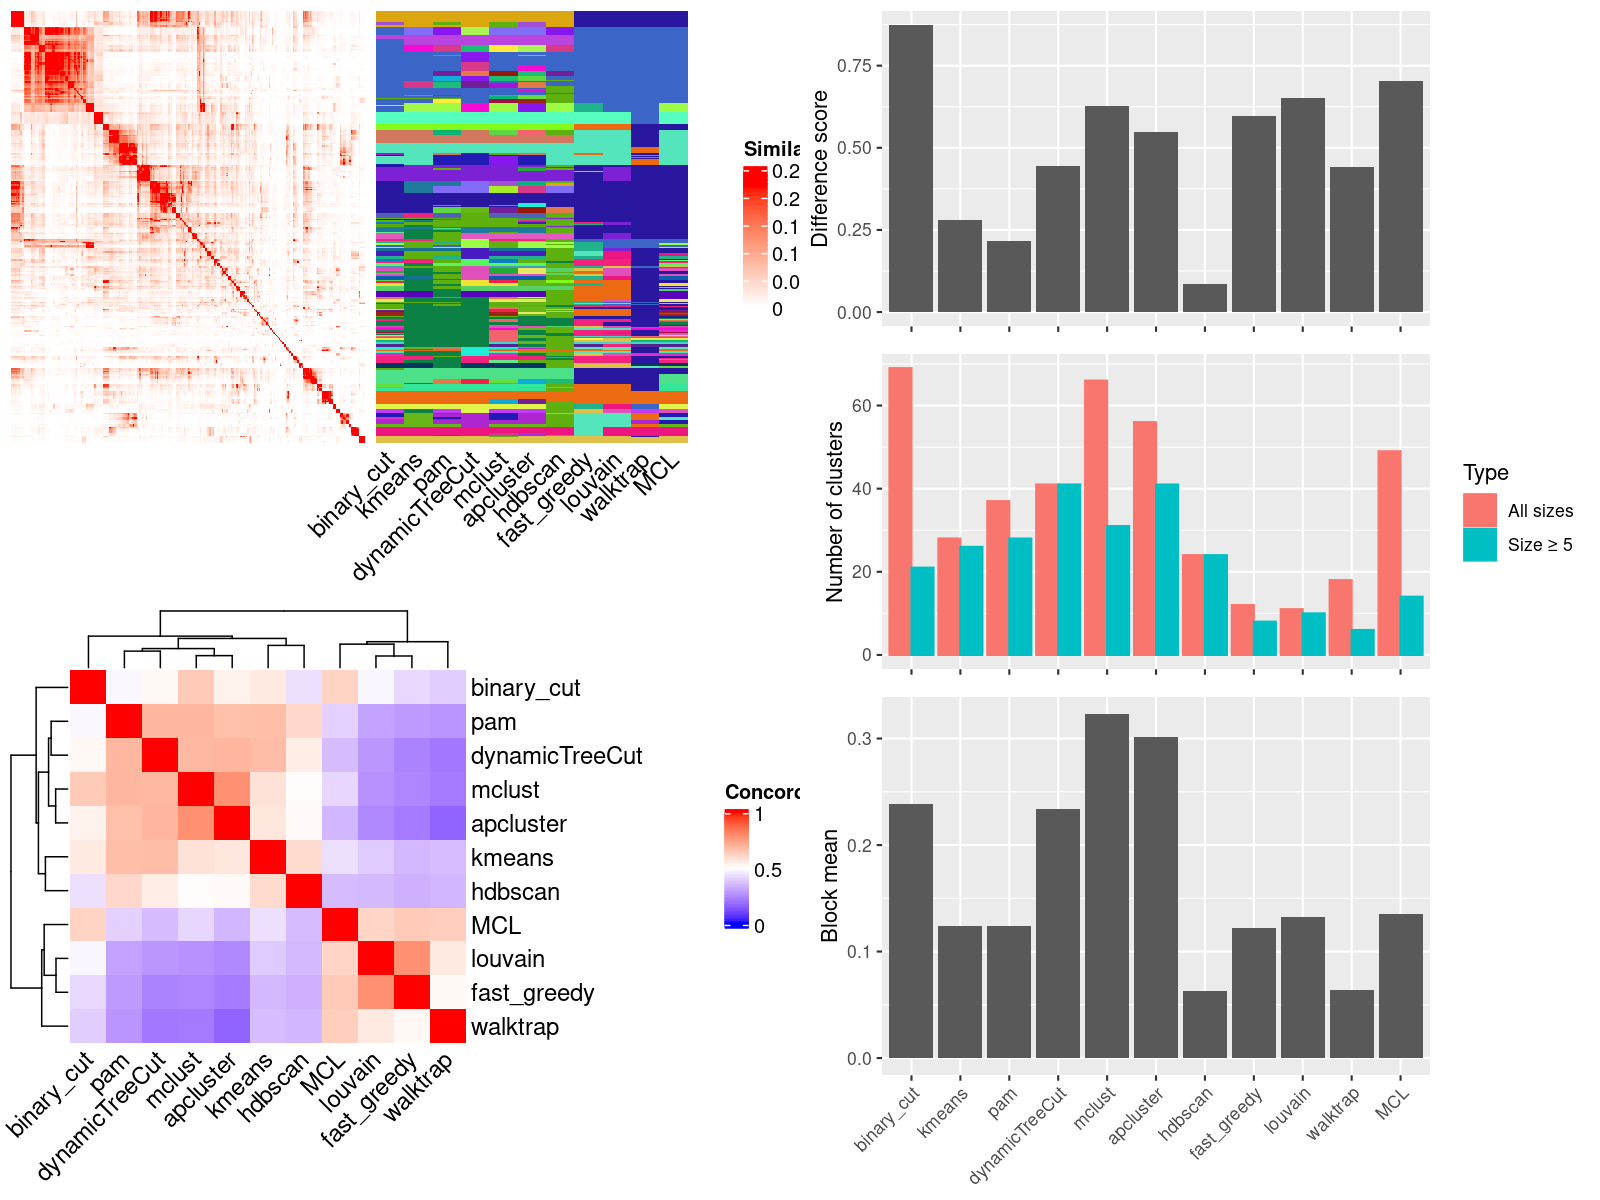 Simila
0.2
0.2
0.1
0.1
0.0
0
binary_cut
kmeans
pam
dynamicTreeCut
mclust
apcluster
hdbscan
fast_greedy
louvain
walktrap
MCL
binary_cut
pam
dynamicTreeCut
mclust
apcluster
kmeans
hdbscan
MCL
louvain
fast_greedy
walktrap
binary_cut
pam
dynamicTreeCut
mclust
apcluster
kmeans
hdbscan
MCL
louvain
fast_greedy
walktrap
Concord
1
0.5
0
Difference score
0.75
0.50
0.25
0.00
Number of clusters
60
40
20
0
Type
All sizes
Size ≥ 5
Block mean
0.3
0.2
0.1
0.0
binary_cut
kmeans
pam
dynamicTreeCut
mclust
apcluster
hdbscan
fast_greedy
louvain
walktrap
MCL